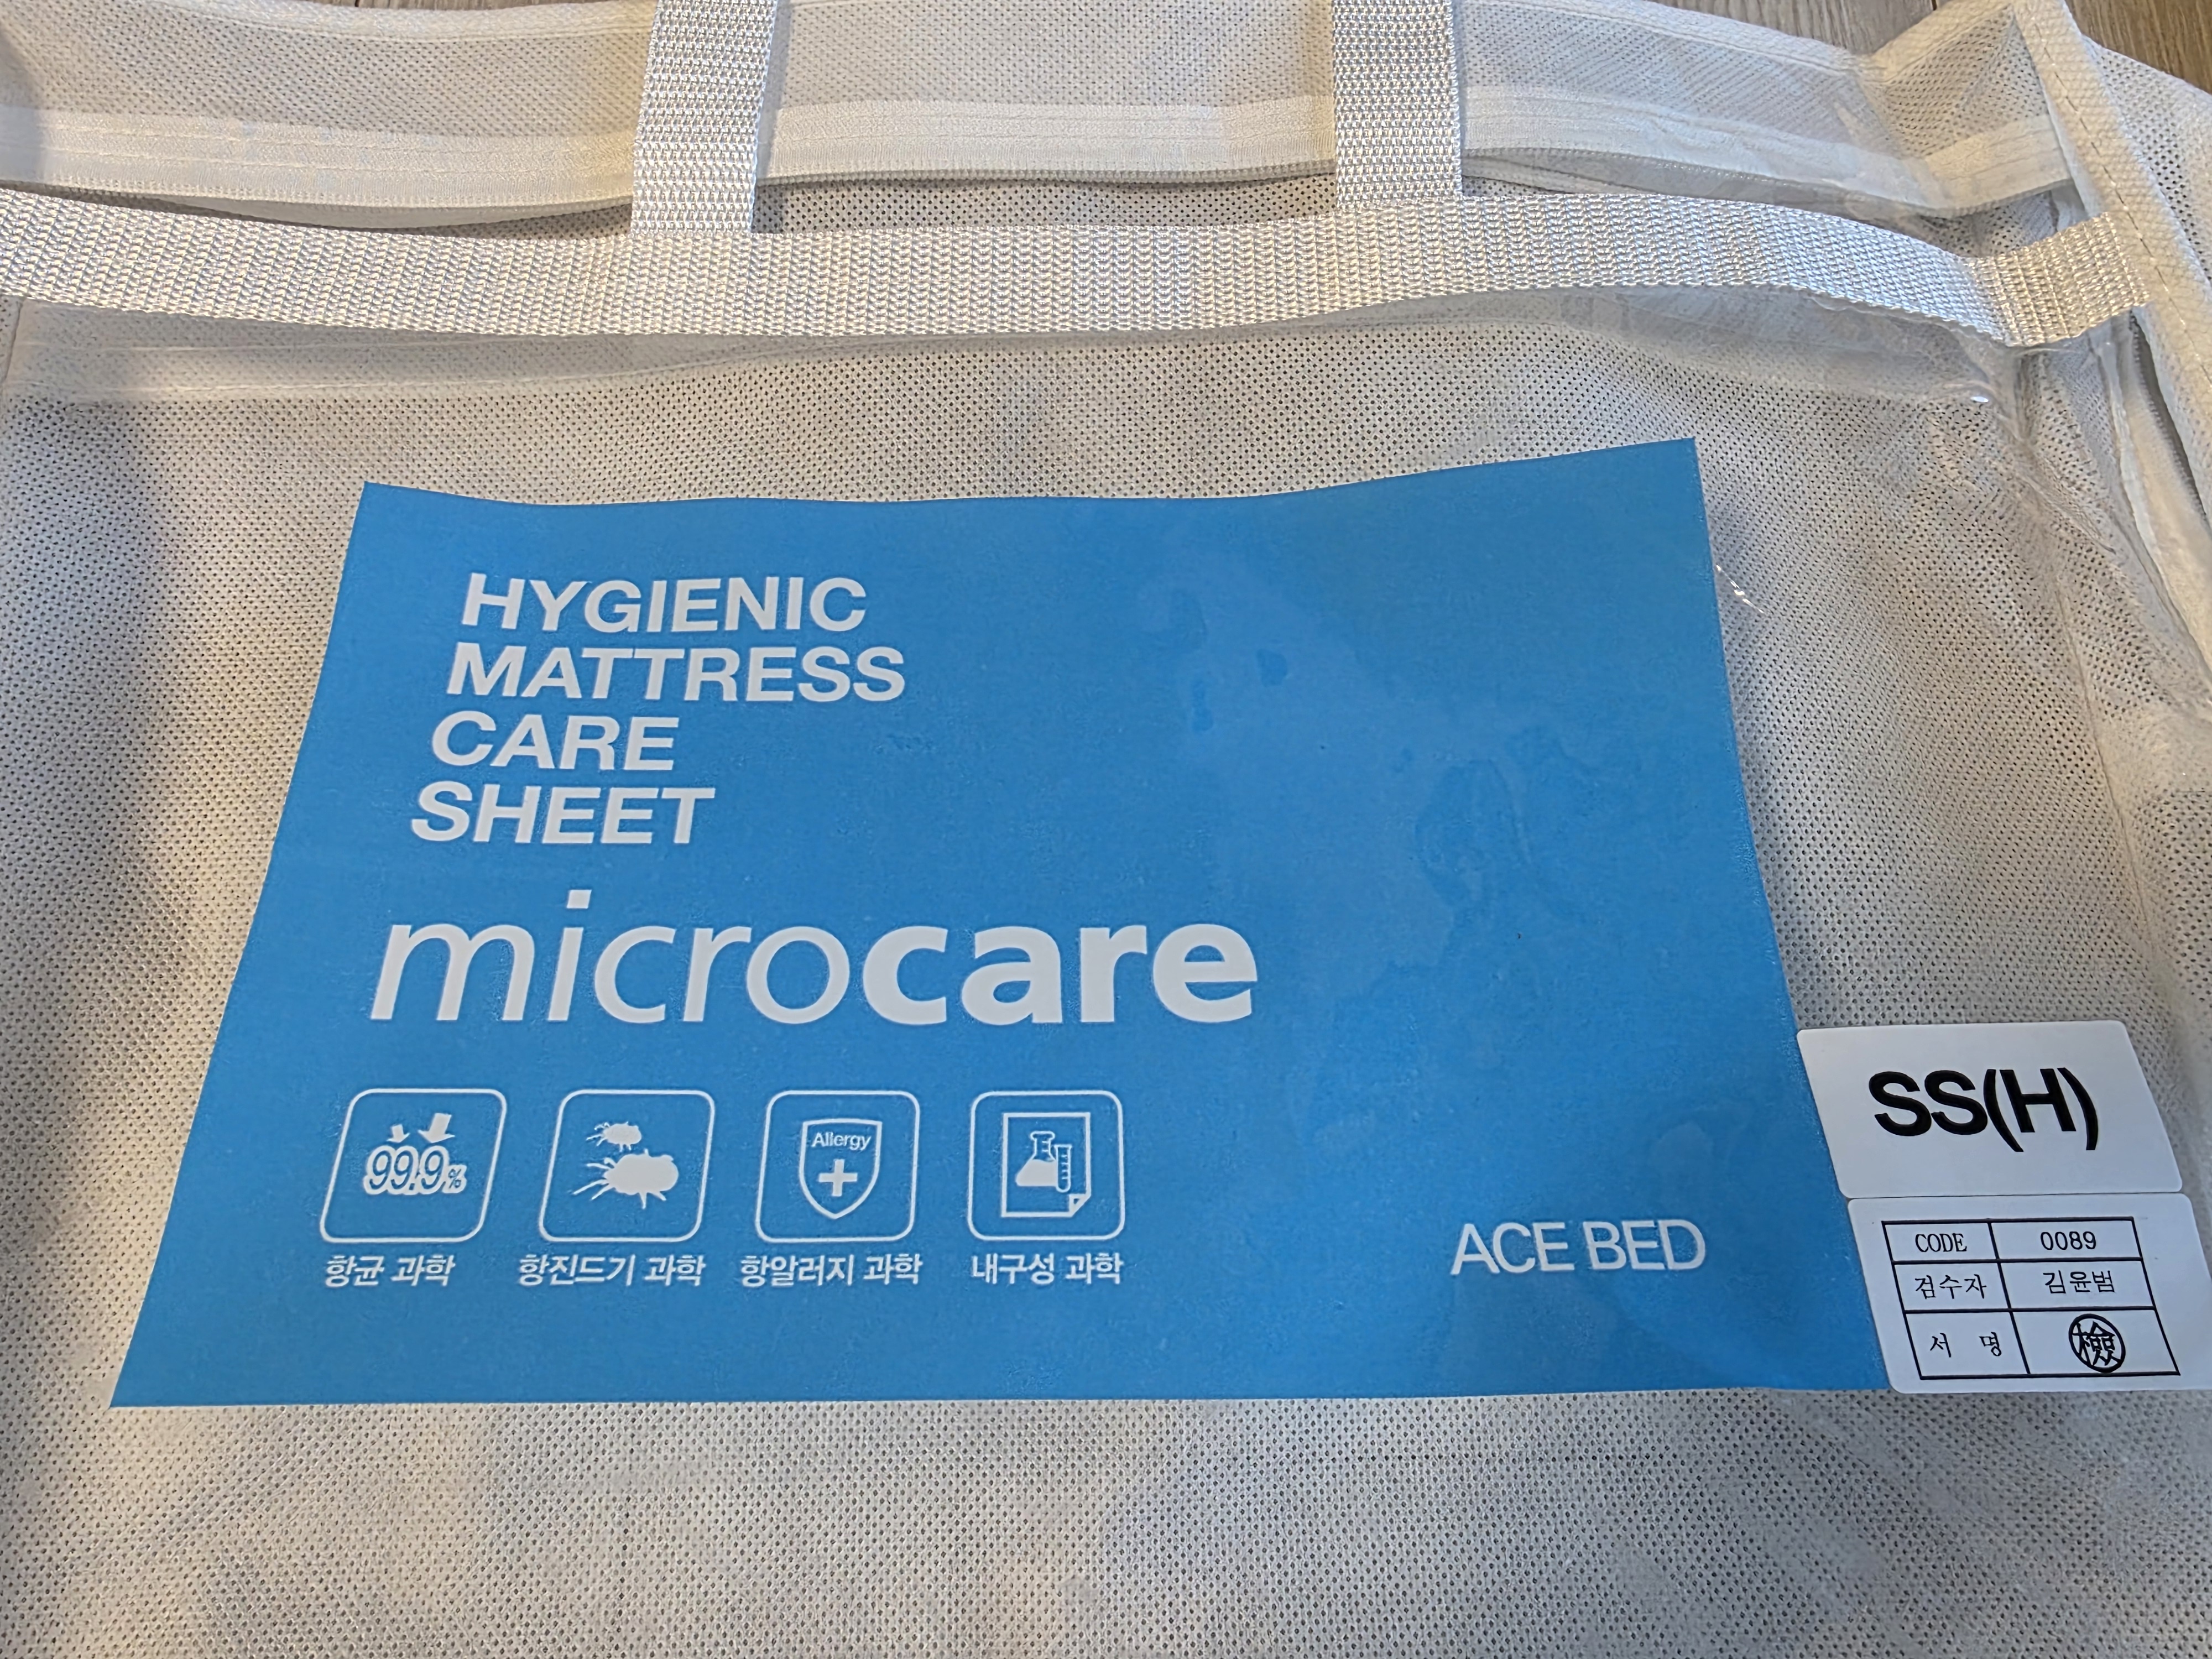 HYGIENIC
MATTRESS
CARE
SHEET
microcare
99.9%
Allergy
항균 과학
항진드기 과학
항알러지 과학
내구성 과학
ACE BED
SS(H)
CODE 0089
검수자 김윤범
서 명 檢